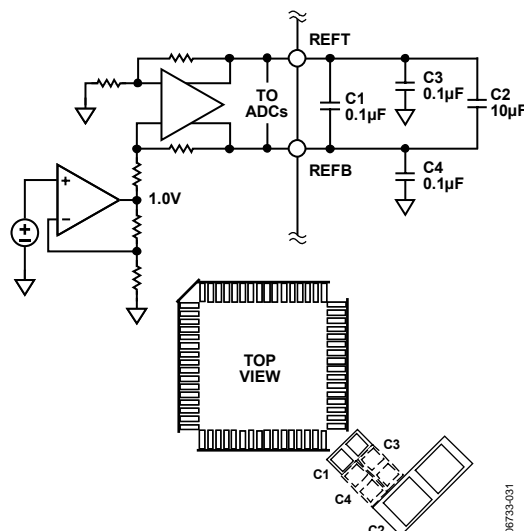 REFT
TO
ADCs
C1
0.1µF
C3
0.1µF
C2
10µF
REFB
C4
0.1µF
+
−
1.0V
+
−
TOP
VIEW
C1
C3
C4
C2
06733-031